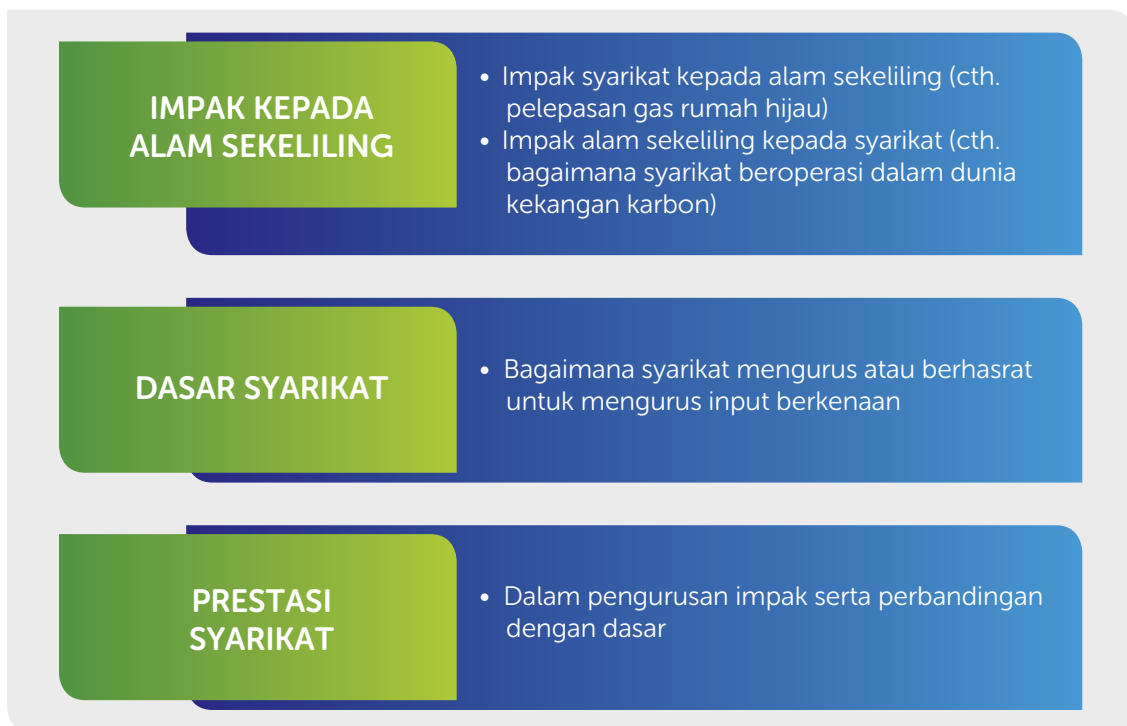 IMPAK KEPADA
ALAM SEKELILING
• Impak syarikat kepada alam sekeliling (cth.
pelepasan gas rumah hijau)
• Impak alam sekeliling kepada syarikat (cth.
bagaimana syarikat beroperasi dalam dunia
kekangan karbon)
DASAR SYARIKAT
• Bagaimana syarikat mengurus atau berhasrat
untuk mengurus input berkenaan
PRESTASI
SYARIKAT
• Dalam pengurusan impak serta perbandingan
dengan dasar